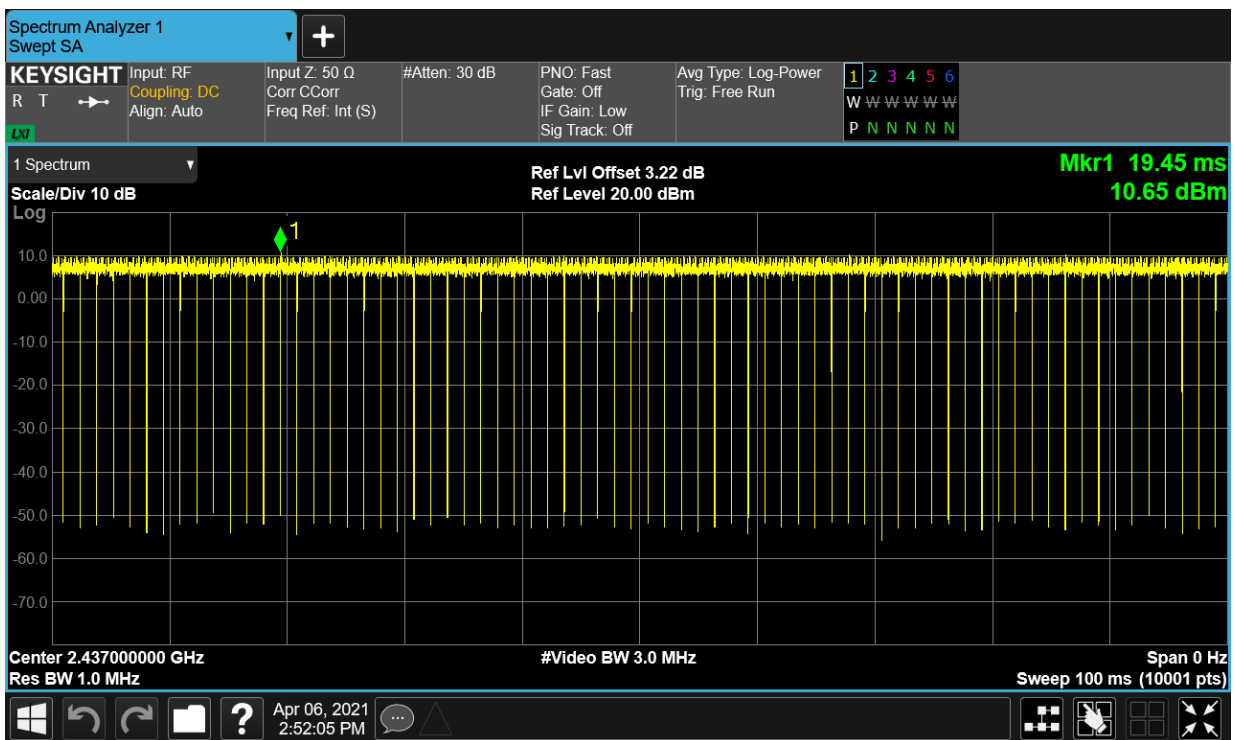 Spectrum Analyzer 1
Swept SA
KEYSIGHT
R T
LXI
Input: RF
Coupling: DC
Align: Auto
Input Z: 50 Ω
Corr CCorr
Freq Ref: Int (S)
#Atten: 30 dB
PNO: Fast
Gate: Off
IF Gain: Low
Sig Track: Off
Avg Type: Log-Power
Trig: Free Run
1 2 3 4 5 6
W W W W W W
P N N N N N
1 Spectrum
Scale/Div 10 dB
Log
Ref Lvl Offset 3.22 dB
Ref Level 20.00 dBm
Mkr1 19.45 ms
10.65 dBm
1
10.0
0.00
-10.0
-20.0
-30.0
-40.0
-50.0
-60.0
-70.0
Center 2.437000000 GHz
Res BW 1.0 MHz
#Video BW 3.0 MHz
Span 0 Hz
Sweep 100 ms (10001 pts)
?
Apr 06, 2021
2:52:05 PM